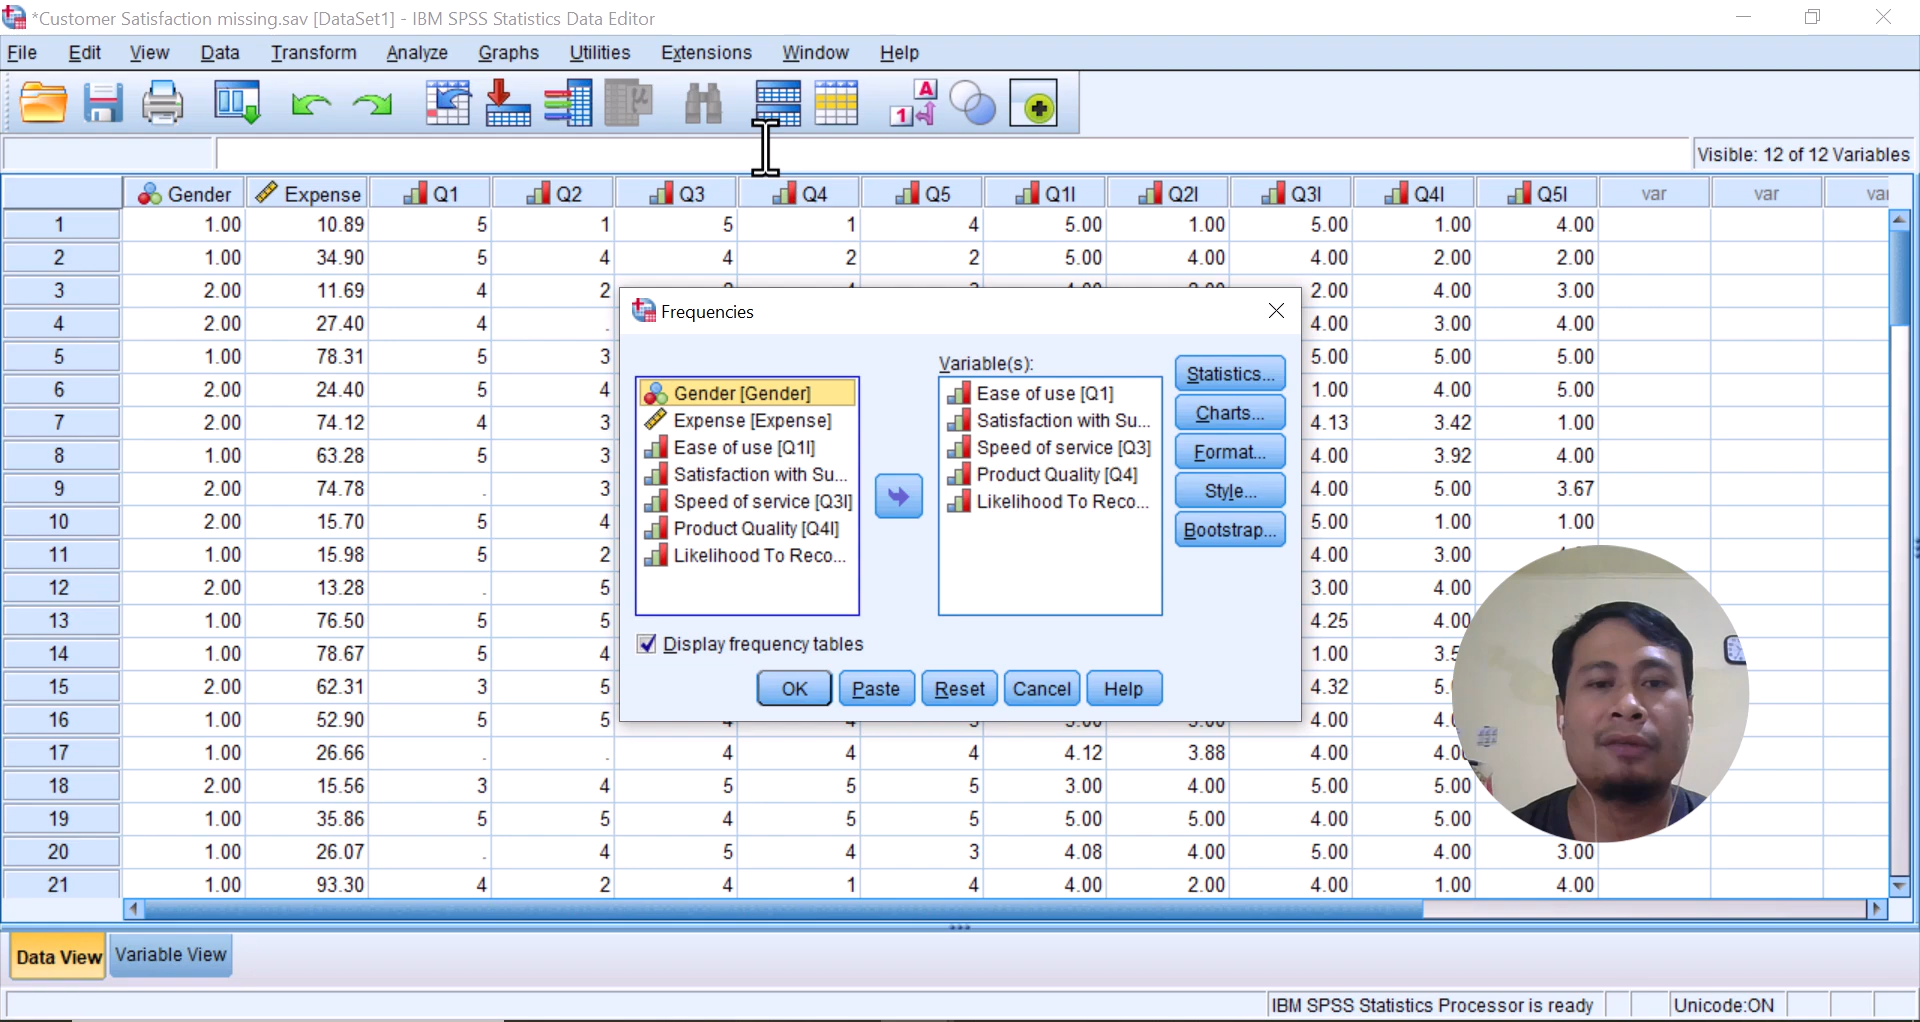 *Customer Satisfaction missing.sav [DataSet1] - IBM SPSS Statistics Data Editor
File Edit View Data Transform Analyze Graphs Utilities Extensions Window Help
Visible: 12 of 12 Variables
Gender Expense Q1 Q2 Q3 Q4 Q5 Q1I Q2I Q3I Q4I Q5I var var
1 1.00 10.89 5 1 5 1 4 5.00 1.00 5.00 1.00 4.00
2 1.00 34.90 5 4 4 2 2 5.00 4.00 4.00 2.00 2.00
3 2.00 11.69 4 2 2.00 4.00 3.00
4 2.00 27.40 4 . 4.00 3.00 4.00
5 1.00 78.31 5 3 5.00 5.00 5.00
6 2.00 24.40 5 4 1.00 4.00 5.00
7 2.00 74.12 4 3 4.13 3.42 1.00
8 1.00 63.28 5 3 4.00 3.92 4.00
9 2.00 74.78 . 3 4.00 5.00 3.67
10 2.00 15.70 5 4 5.00 1.00 1.00
11 1.00 15.98 5 2 4.00 3.00
12 2.00 13.28 . 5 3.00 4.00
13 1.00 76.50 5 5 4.25 4.00
14 1.00 78.67 5 4 1.00 3.5
15 2.00 62.31 3 5 4.32 5.
16 1.00 52.90 5 5 4.00 4.0
17 1.00 26.66 . . 4 4 4 4.12 3.88 4.00 4.00
18 2.00 15.56 3 4 5 5 5 3.00 4.00 5.00 5.00
19 1.00 35.86 5 5 4 5 5 5.00 5.00 4.00 5.00
20 1.00 26.07 . 4 5 4 3 4.08 4.00 5.00 4.00 3.00
21 1.00 93.30 4 2 4 1 4 4.00 2.00 4.00 1.00 4.00
Frequencies
Variable(s):
Gender [Gender]
Expense [Expense]
Ease of use [Q1I]
Satisfaction with Su...
Speed of service [Q3I]
Product Quality [Q4I]
Likelihood To Reco...
Ease of use [Q1]
Satisfaction with Su...
Speed of service [Q3]
Product Quality [Q4]
Likelihood To Reco...
Statistics...
Charts...
Format...
Style...
Bootstrap...
Display frequency tables
OK Paste Reset Cancel Help
Data View Variable View
IBM SPSS Statistics Processor is ready Unicode:ON